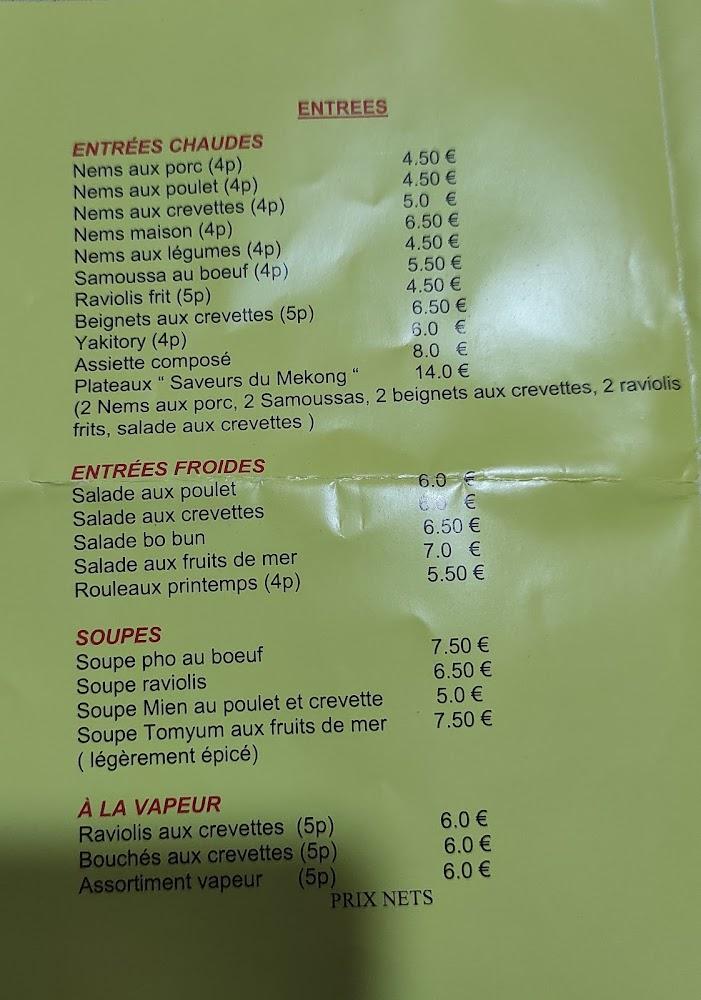 ENTREES
ENTRÉES CHAUDES
Nems aux porc (4p) 4.50 €
Nems aux poulet (4p) 4.50 €
Nems aux crevettes (4p) 5.0 €
Nems maison (4p) 6.50 €
Nems aux légumes (4p) 4.50 €
Samoussa au boeuf (4p) 5.50 €
Raviolis frit (5p) 4.50 €
Beignets aux crevettes (5p) 6.50 €
Yakitory (4p) 6.0 €
Assiette composé 8.0 €
Plateaux “ Saveurs du Mekong “ 14.0 €
(2 Nems aux porc, 2 Samoussas, 2 beignets aux crevettes, 2 raviolis
frits, salade aux crevettes )
ENTRÉES FROIDES
Salade aux poulet 6.0 €
Salade aux crevettes 6.0 €
Salade bo bun 6.50 €
Salade aux fruits de mer 7.0 €
Rouleaux printemps (4p) 5.50 €
SOUPES
Soupe pho au boeuf 7.50 €
Soupe raviolis 6.50 €
Soupe Mien au poulet et crevette 5.0 €
Soupe Tomyum aux fruits de mer 7.50 €
( légèrement épicé)
À LA VAPEUR
Raviolis aux crevettes (5p) 6.0 €
Bouchés aux crevettes (5p) 6.0 €
Assortiment vapeur (5p) 6.0 €
PRIX NETS